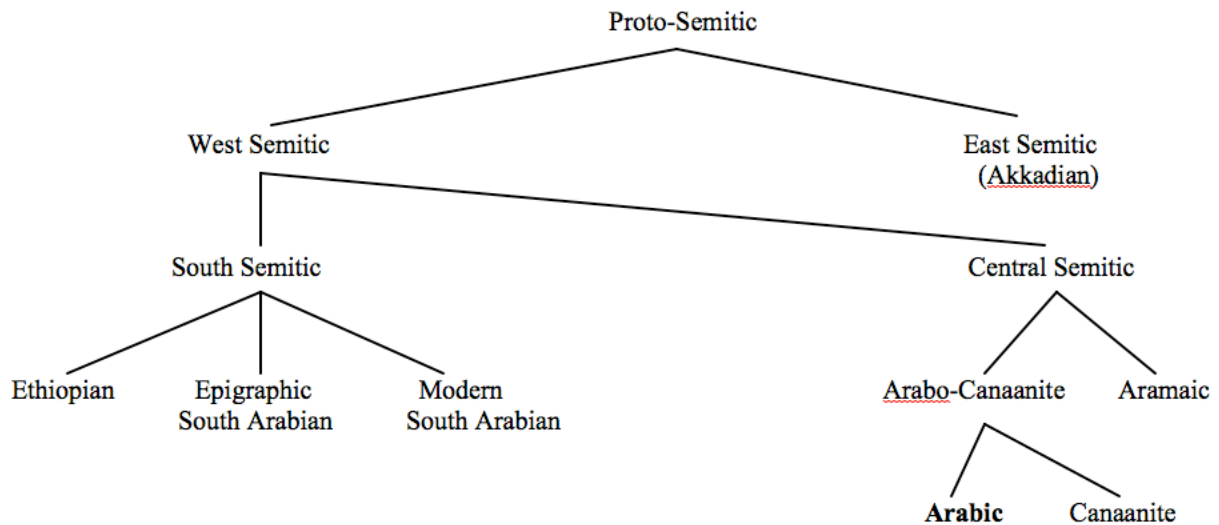 Proto-Semitic
West Semitic
East Semitic
(Akkadian)
South Semitic
Central Semitic
Ethiopian
Epigraphic
South Arabian
Modern
South Arabian
Arabo-Canaanite
Aramaic
Arabic
Canaanite